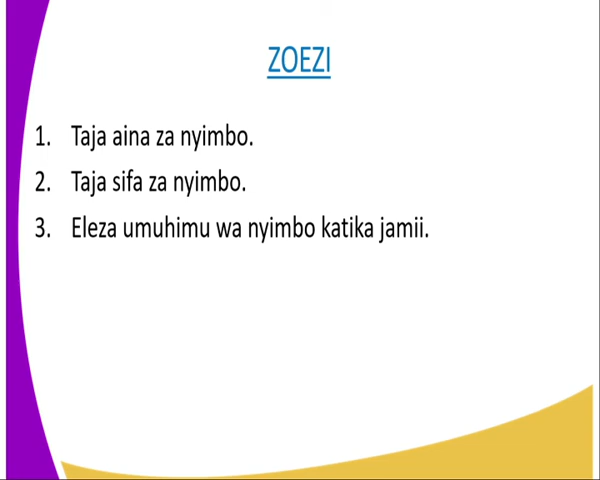 ZOEZI
1. Taja aina za nyimbo.
2. Taja sifa za nyimbo.
3. Eleza umuhimu wa nyimbo katika jamii.